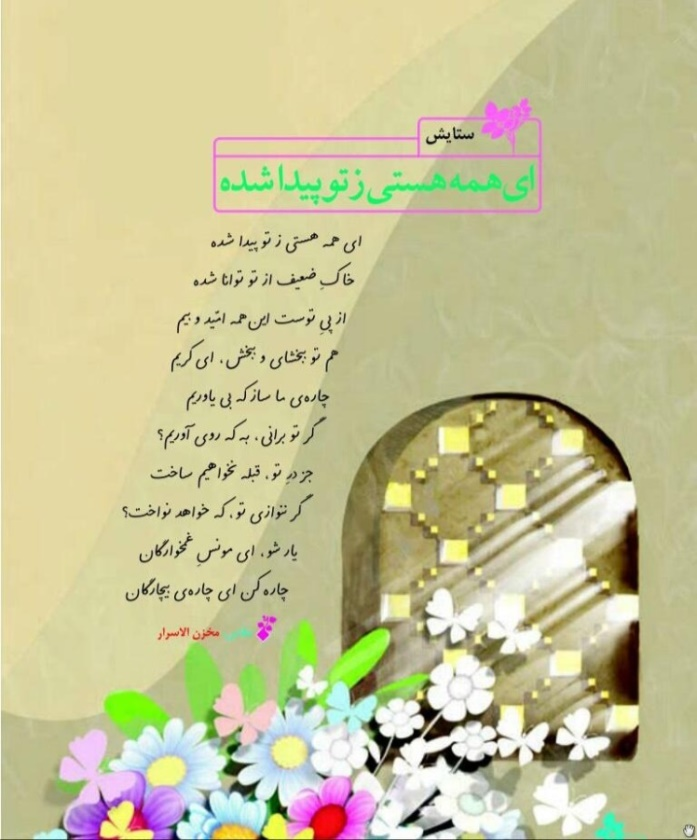 ستایش
ای همه هستی ز تو پیدا شده
ای همه هستی ز تو پیدا شده
خاکِ ضعیف از تو توانا شده
از پیِ توست این همه امّید و بیم
هم تو ببخشای و ببخش، ای کریم
چاره‌ی ما ساز که بی یاوریم
گر تو برانی، به که روی آوریم؟
جز درِ تو، قبله نخواهیم ساخت
گر ننوازی تو، که خواهد نواخت؟
یار شو، ای مونسِ غمخوارگان
چاره کن ای چاره‌ی بیچارگان
مخزن الاسرار